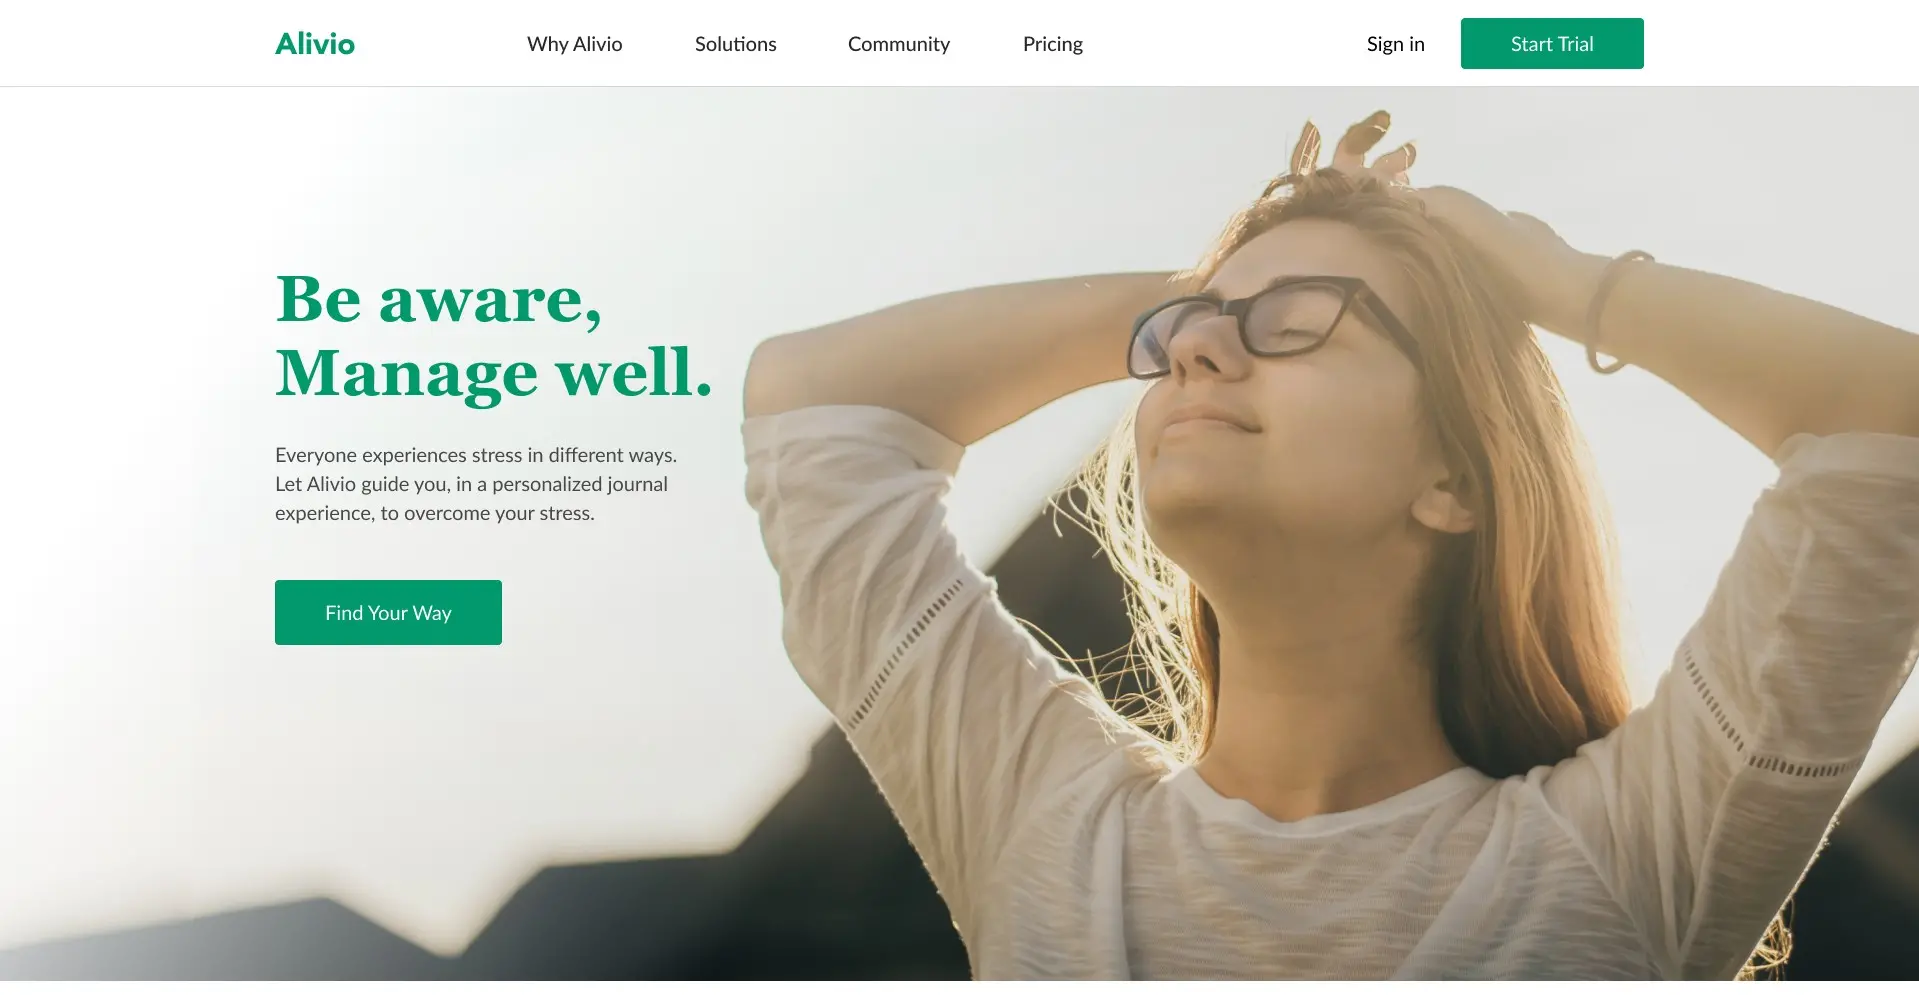 Alivio
Why Alivio
Solutions
Community
Pricing
Sign in
Start Trial
Be aware,
Manage well.
Everyone experiences stress in different ways.
Let Alivio guide you, in a personalized journal
experience, to overcome your stress.
Find Your Way